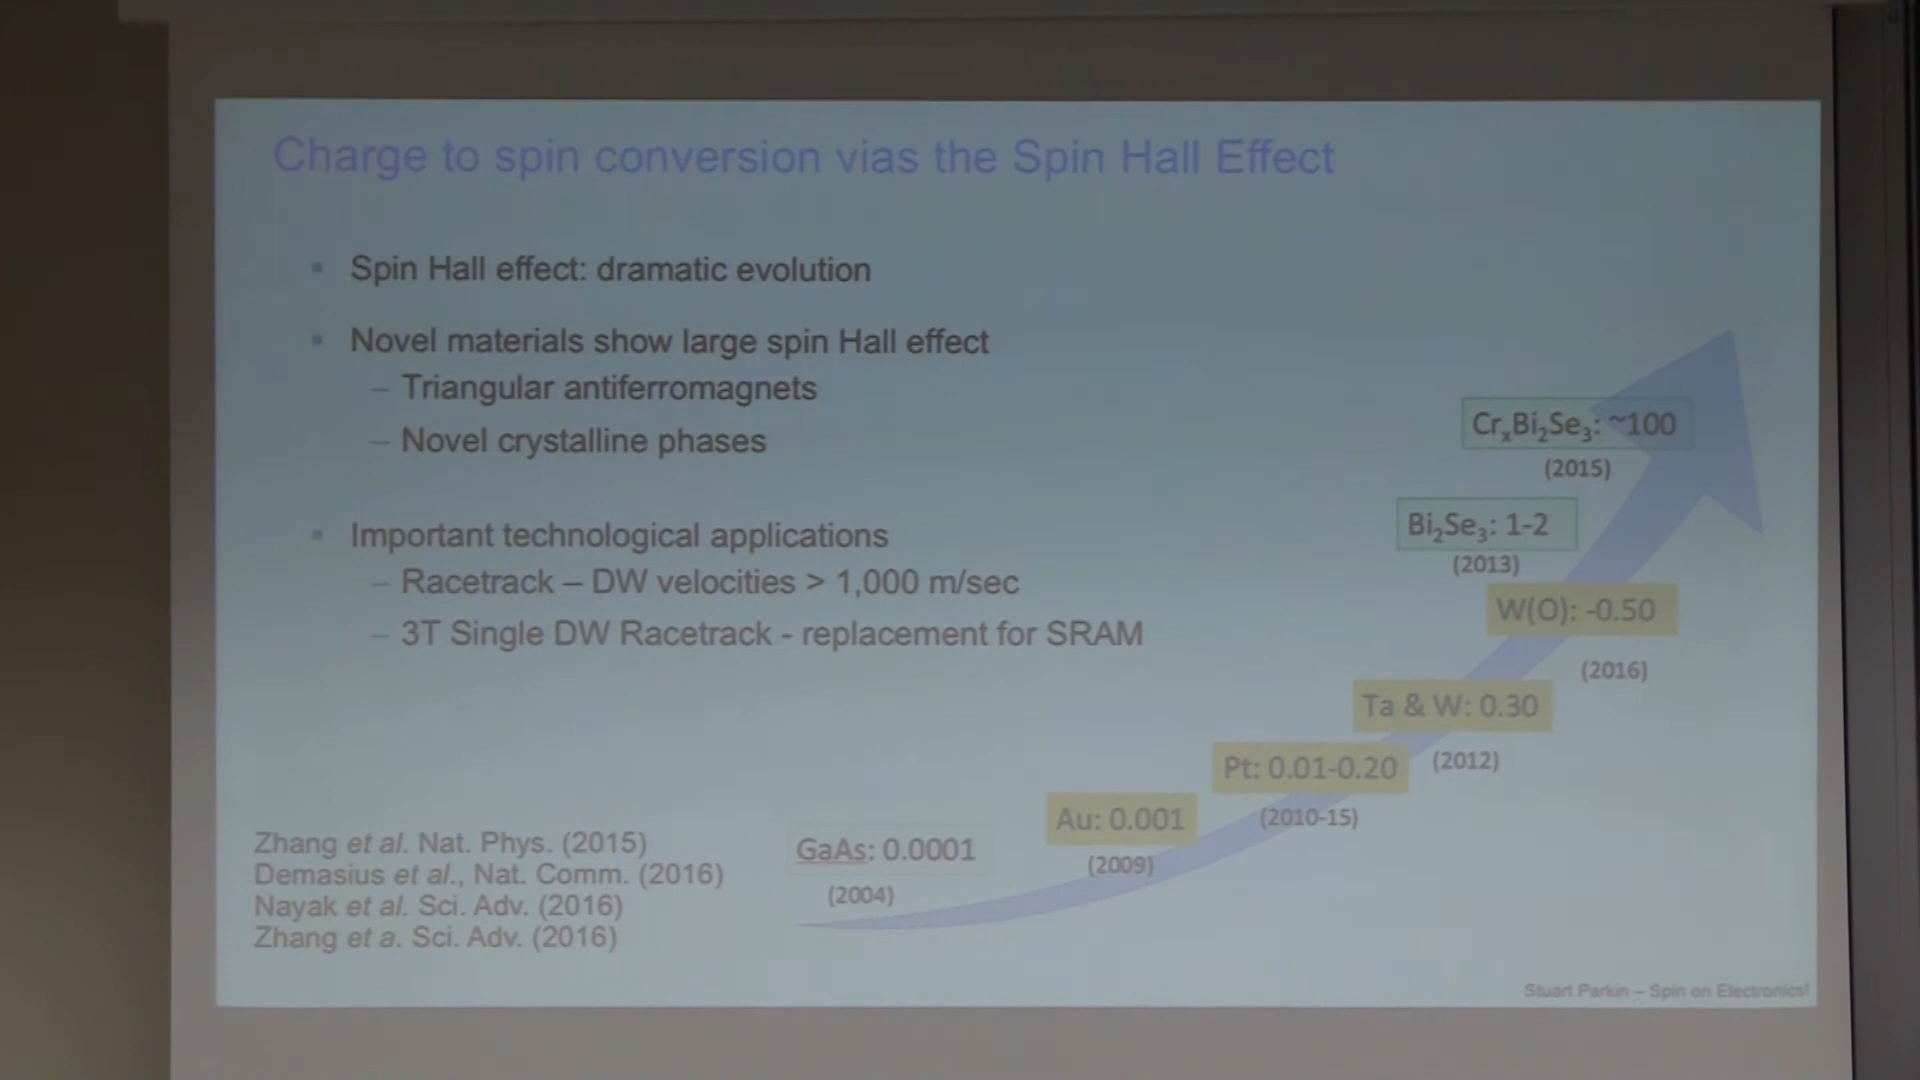 Charge to spin conversion vias the Spin Hall Effect
▪ Spin Hall effect: dramatic evolution
▪ Novel materials show large spin Hall effect
– Triangular antiferromagnets
– Novel crystalline phases
▪ Important technological applications
– Racetrack – DW velocities > 1,000 m/sec
– 3T Single DW Racetrack - replacement for SRAM
CrₓBi₂Se₃: ~100
(2015)
Bi₂Se₃: 1-2
(2013)
W(O): -0.50
(2016)
Ta & W: 0.30
(2012)
Pt: 0.01-0.20
(2010-15)
Au: 0.001
(2009)
GaAs: 0.0001
(2004)
Zhang et al. Nat. Phys. (2015)
Demasius et al., Nat. Comm. (2016)
Nayak et al. Sci. Adv. (2016)
Zhang et a. Sci. Adv. (2016)
Stuart Parkin – Spin on Electronics!